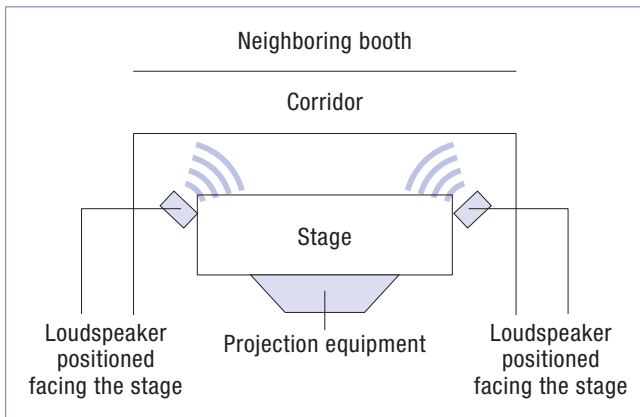 Neighboring booth
Corridor
Stage
Loudspeaker
positioned
facing the stage
Projection equipment
Loudspeaker
positioned
facing the stage